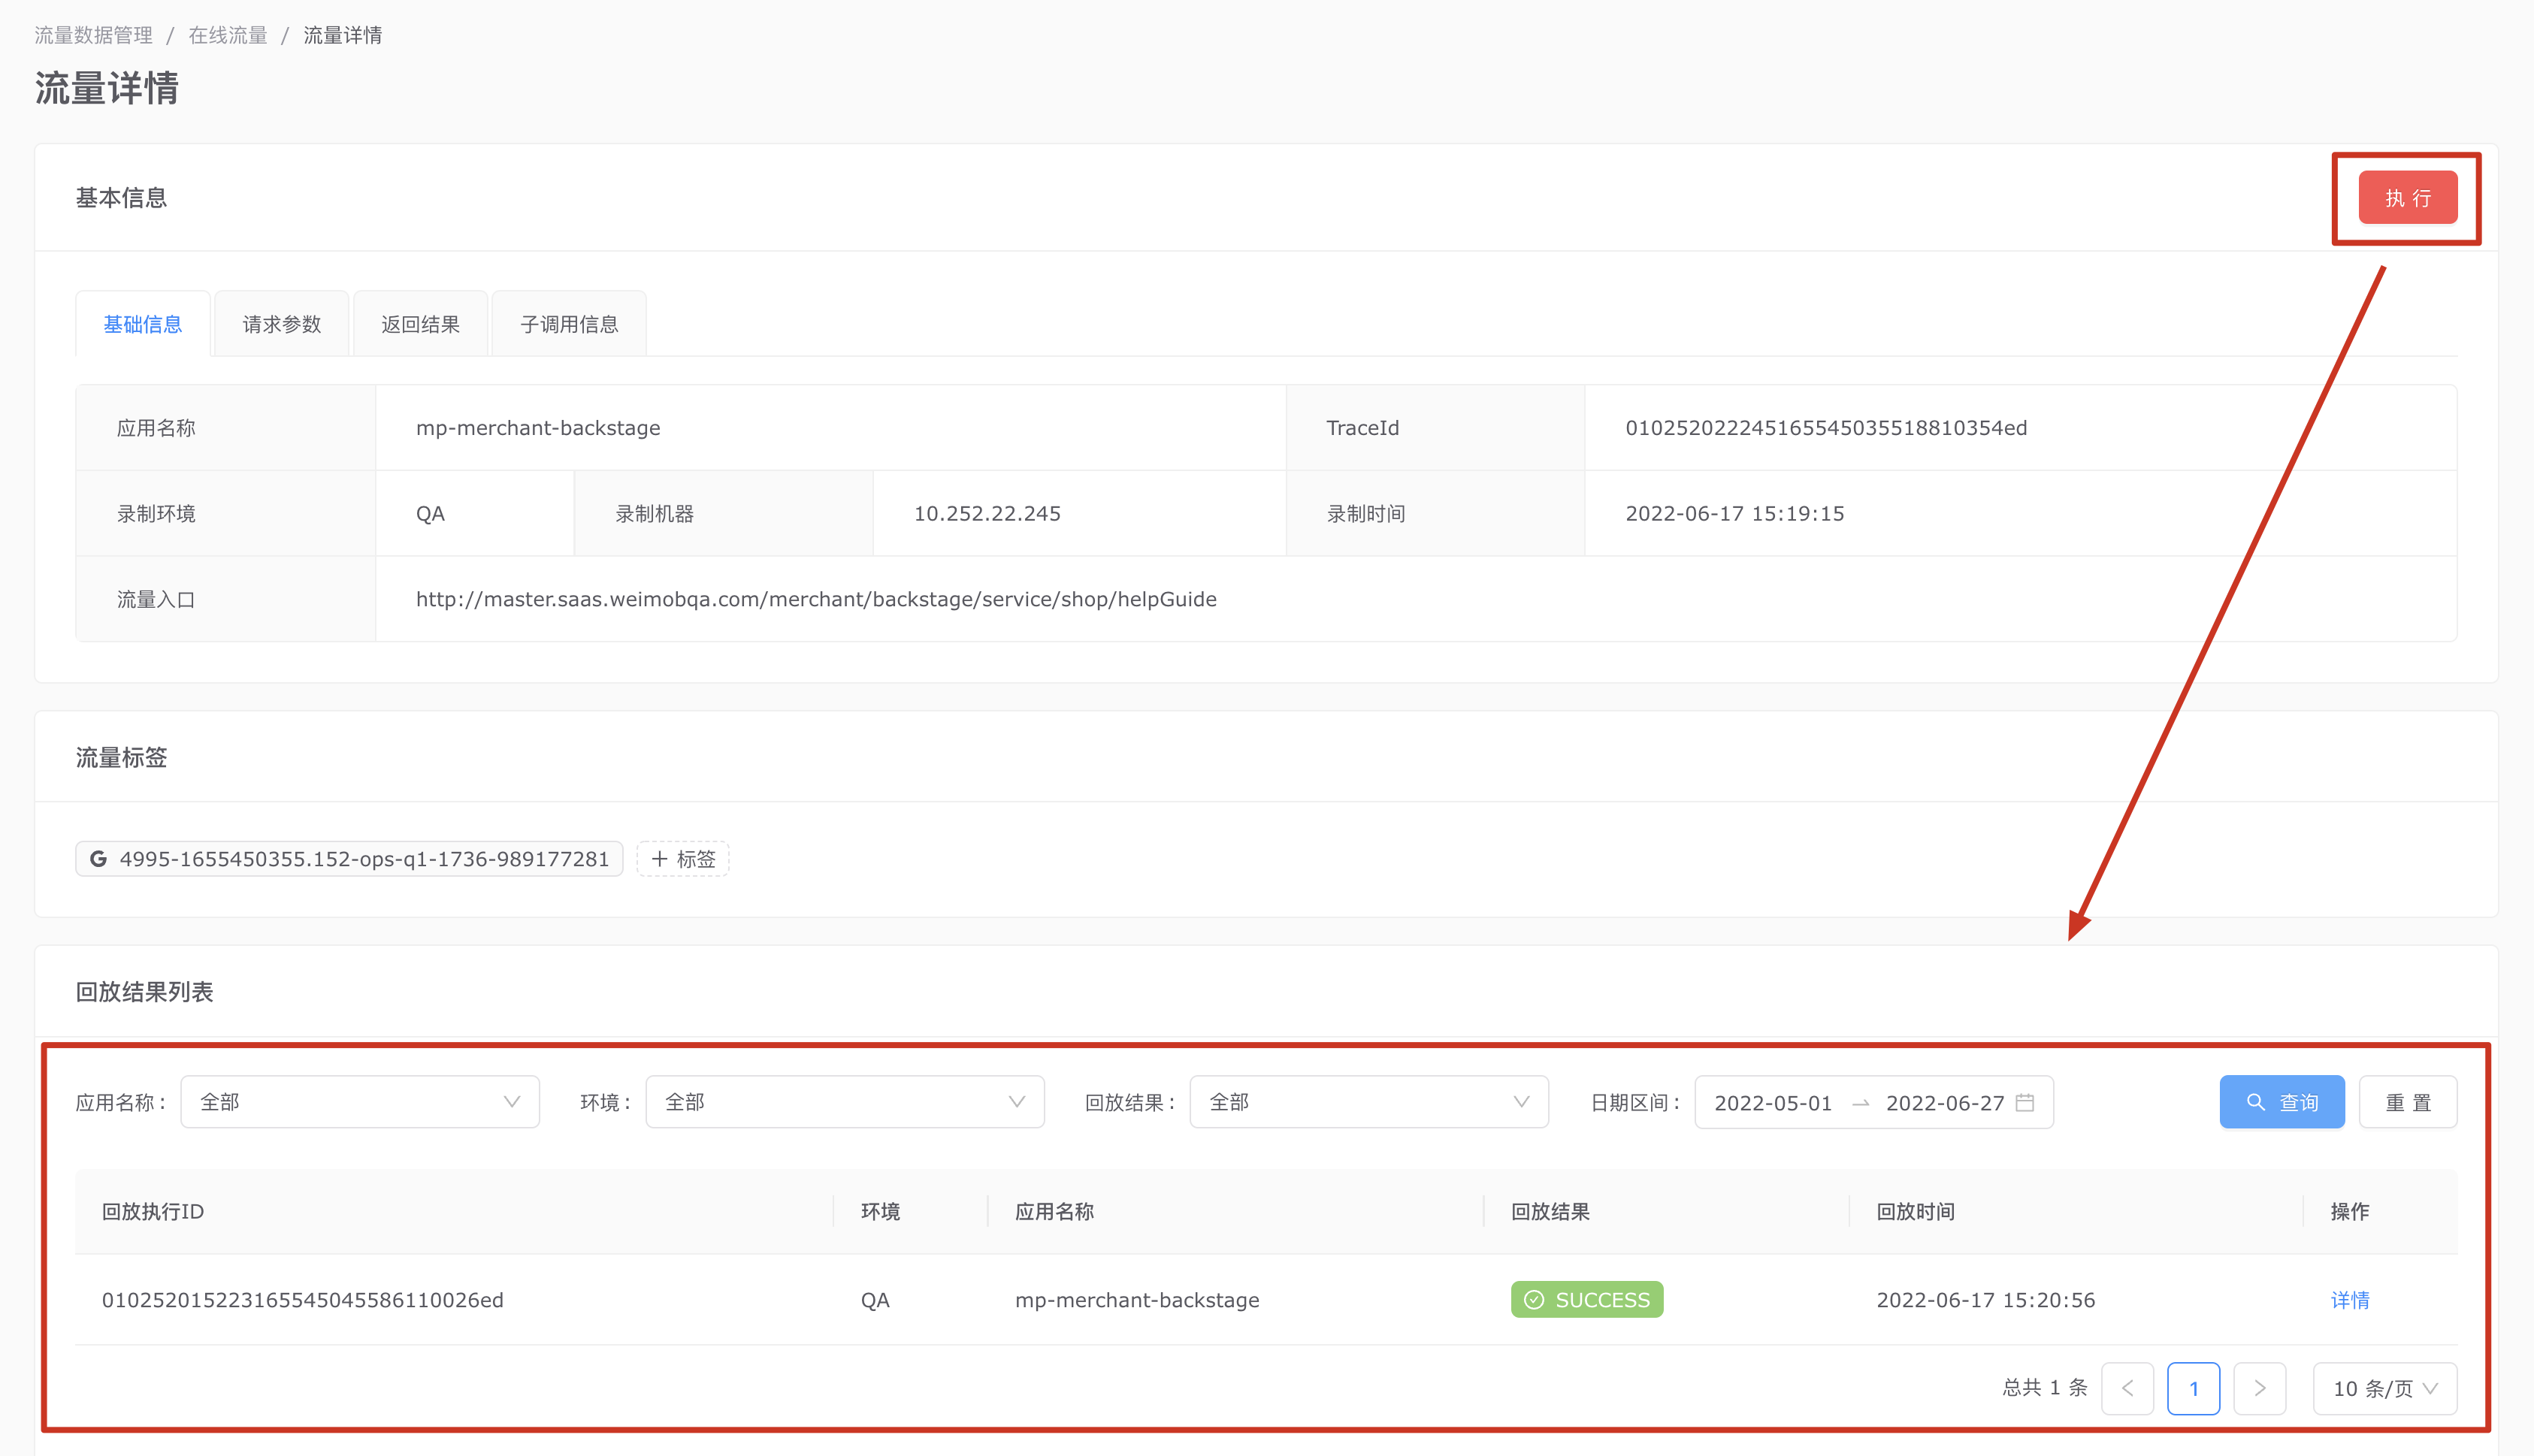 流量数据管理 / 在线流量 / 流量详情
流量详情
基本信息
执 行
基础信息 请求参数 返回结果 子调用信息
应用名称 mp-merchant-backstage TraceId 010252022245165545035518810354ed
录制环境 QA 录制机器 10.252.22.245 录制时间 2022-06-17 15:19:15
流量入口 http://master.saas.weimobqa.com/merchant/backstage/service/shop/helpGuide
流量标签
4995-1655450355.152-ops-q1-1736-989177281 + 标签
回放结果列表
应用名称： 全部 环境： 全部 回放结果： 全部 日期区间： 2022-05-01 → 2022-06-27 查询 重 置
回放执行ID 环境 应用名称 回放结果 回放时间 操作
010252015223165545045586110026ed QA mp-merchant-backstage SUCCESS 2022-06-17 15:20:56 详情
总共 1 条 < 1 > 10 条/页